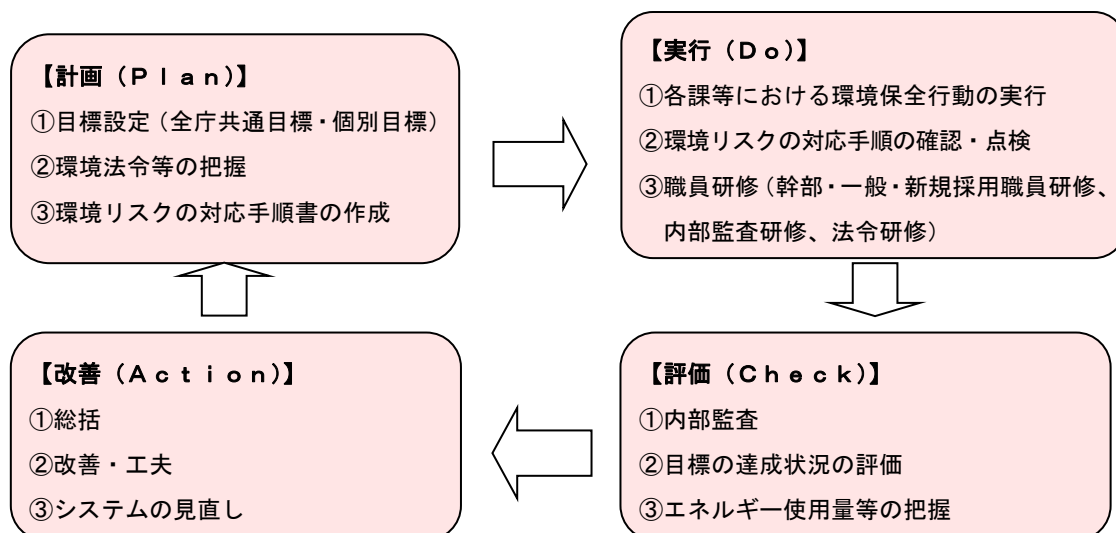 【計画（Ｐｌａｎ）】
①目標設定（全庁共通目標・個別目標）
②環境法令等の把握
③環境リスクの対応手順書の作成
【実行（Ｄｏ）】
①各課等における環境保全行動の実行
②環境リスクの対応手順の確認・点検
③職員研修（幹部・一般・新規採用職員研修、
内部監査研修、法令研修）
【評価（Ｃｈｅｃｋ）】
①内部監査
②目標の達成状況の評価
③エネルギー使用量等の把握
【改善（Ａｃｔｉｏｎ）】
①総括
②改善・工夫
③システムの見直し